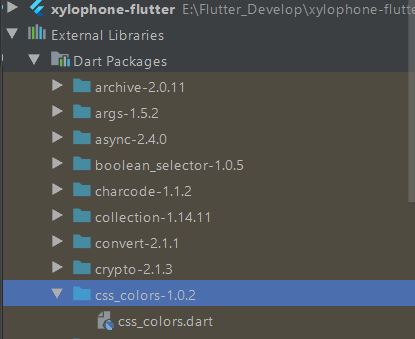 xylophone-flutter E:\Flutter_Develop\xylophone-flutte
External Libraries
Dart Packages
archive-2.0.11
args-1.5.2
async-2.4.0
boolean_selector-1.0.5
charcode-1.1.2
collection-1.14.11
convert-2.1.1
crypto-2.1.3
css_colors-1.0.2
css_colors.dart